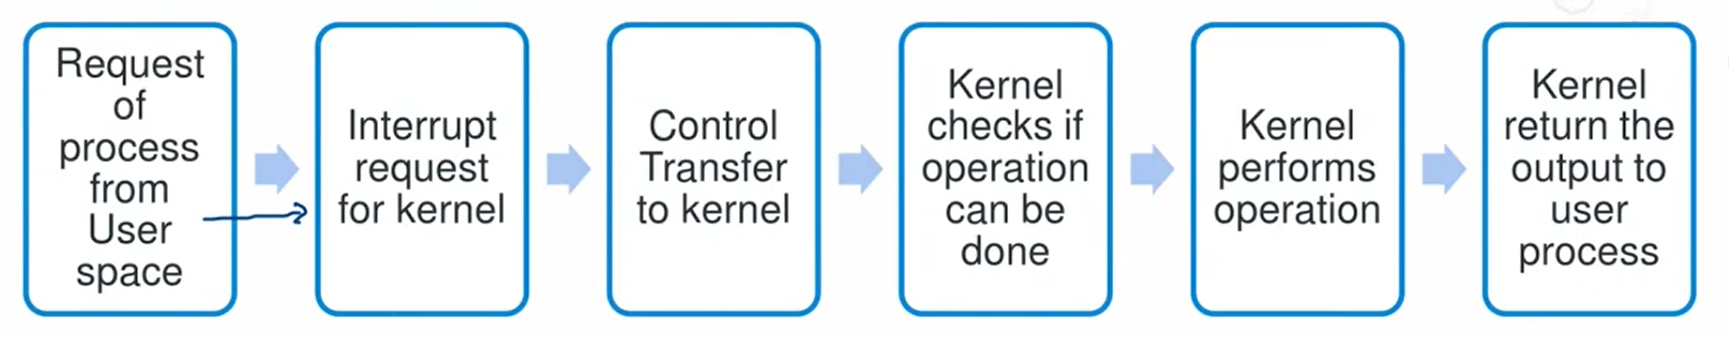 Request
of
process
from
User
space
Interrupt
request
for kernel
Control
Transfer
to kernel
Kernel
checks if
operation
can be
done
Kernel
performs
operation
Kernel
return the
output to
user
process